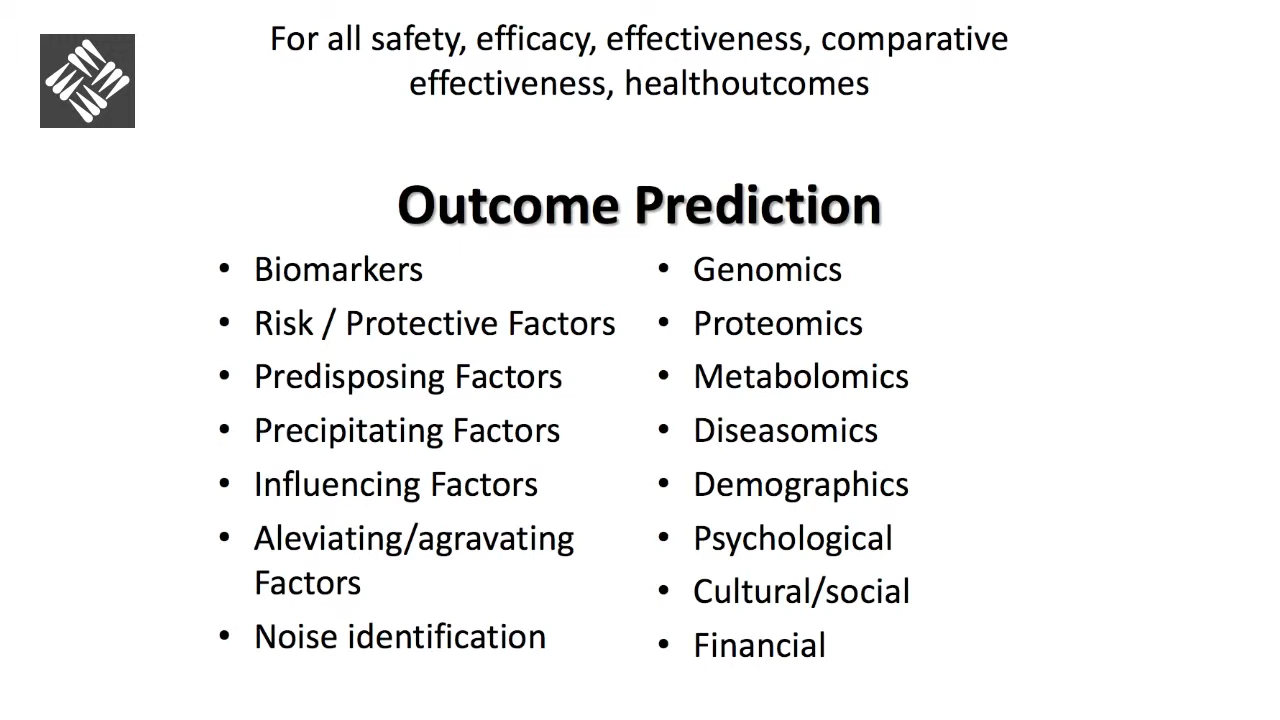 For all safety, efficacy, effectiveness, comparative
effectiveness, healthoutcomes
Outcome Prediction
• Biomarkers
• Risk / Protective Factors
• Predisposing Factors
• Precipitating Factors
• Influencing Factors
• Aleviating/agravating
Factors
• Noise identification
• Genomics
• Proteomics
• Metabolomics
• Diseasomics
• Demographics
• Psychological
• Cultural/social
• Financial